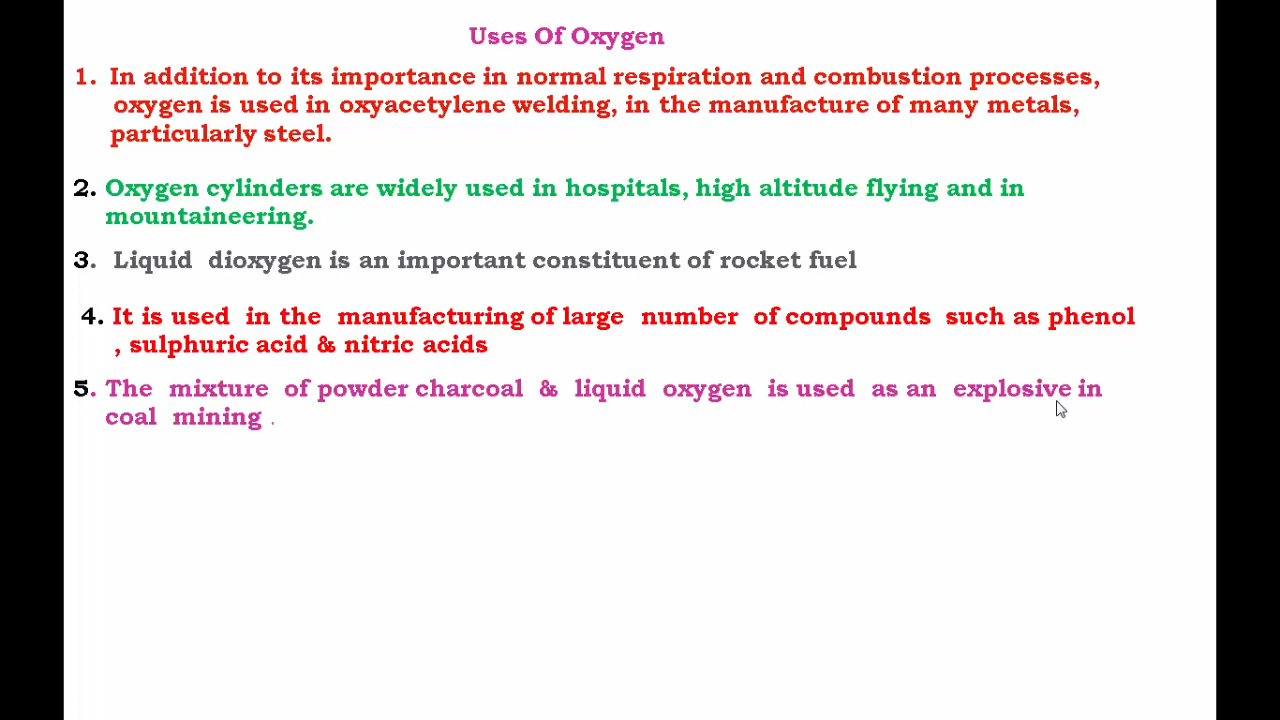 Uses Of Oxygen
1. In addition to its importance in normal respiration and combustion processes,
oxygen is used in oxyacetylene welding, in the manufacture of many metals,
particularly steel.
2. Oxygen cylinders are widely used in hospitals, high altitude flying and in
mountaineering.
3. Liquid dioxygen is an important constituent of rocket fuel
4. It is used in the manufacturing of large number of compounds such as phenol
, sulphuric acid & nitric acids
5. The mixture of powder charcoal & liquid oxygen is used as an explosive in
coal mining .